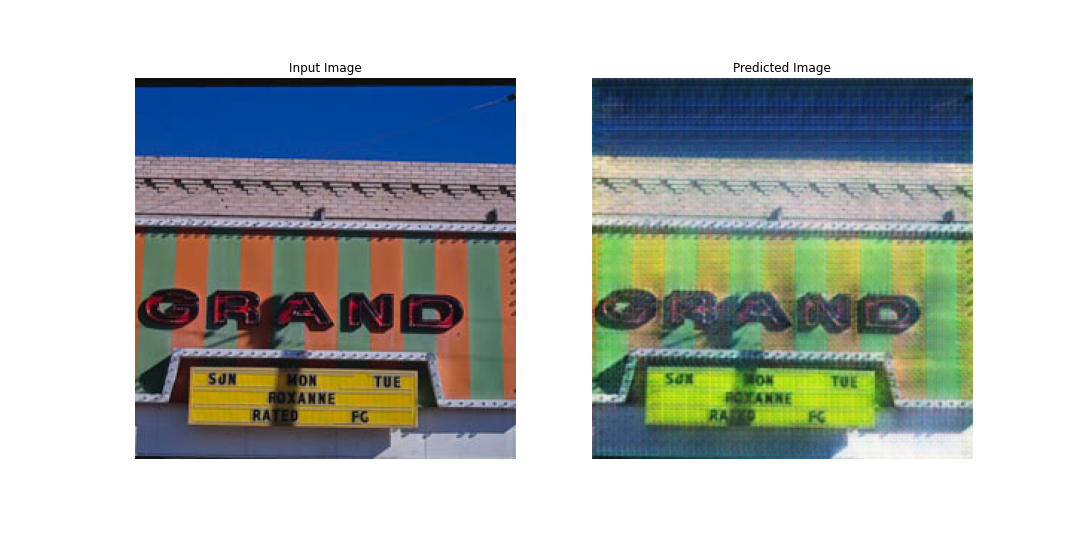 Input Image
GRAND
SUN MON TUE
ROXANNE
RATED PG
Predicted Image
GRAND
SUN MON TUE
ROXANNE
RATED PG